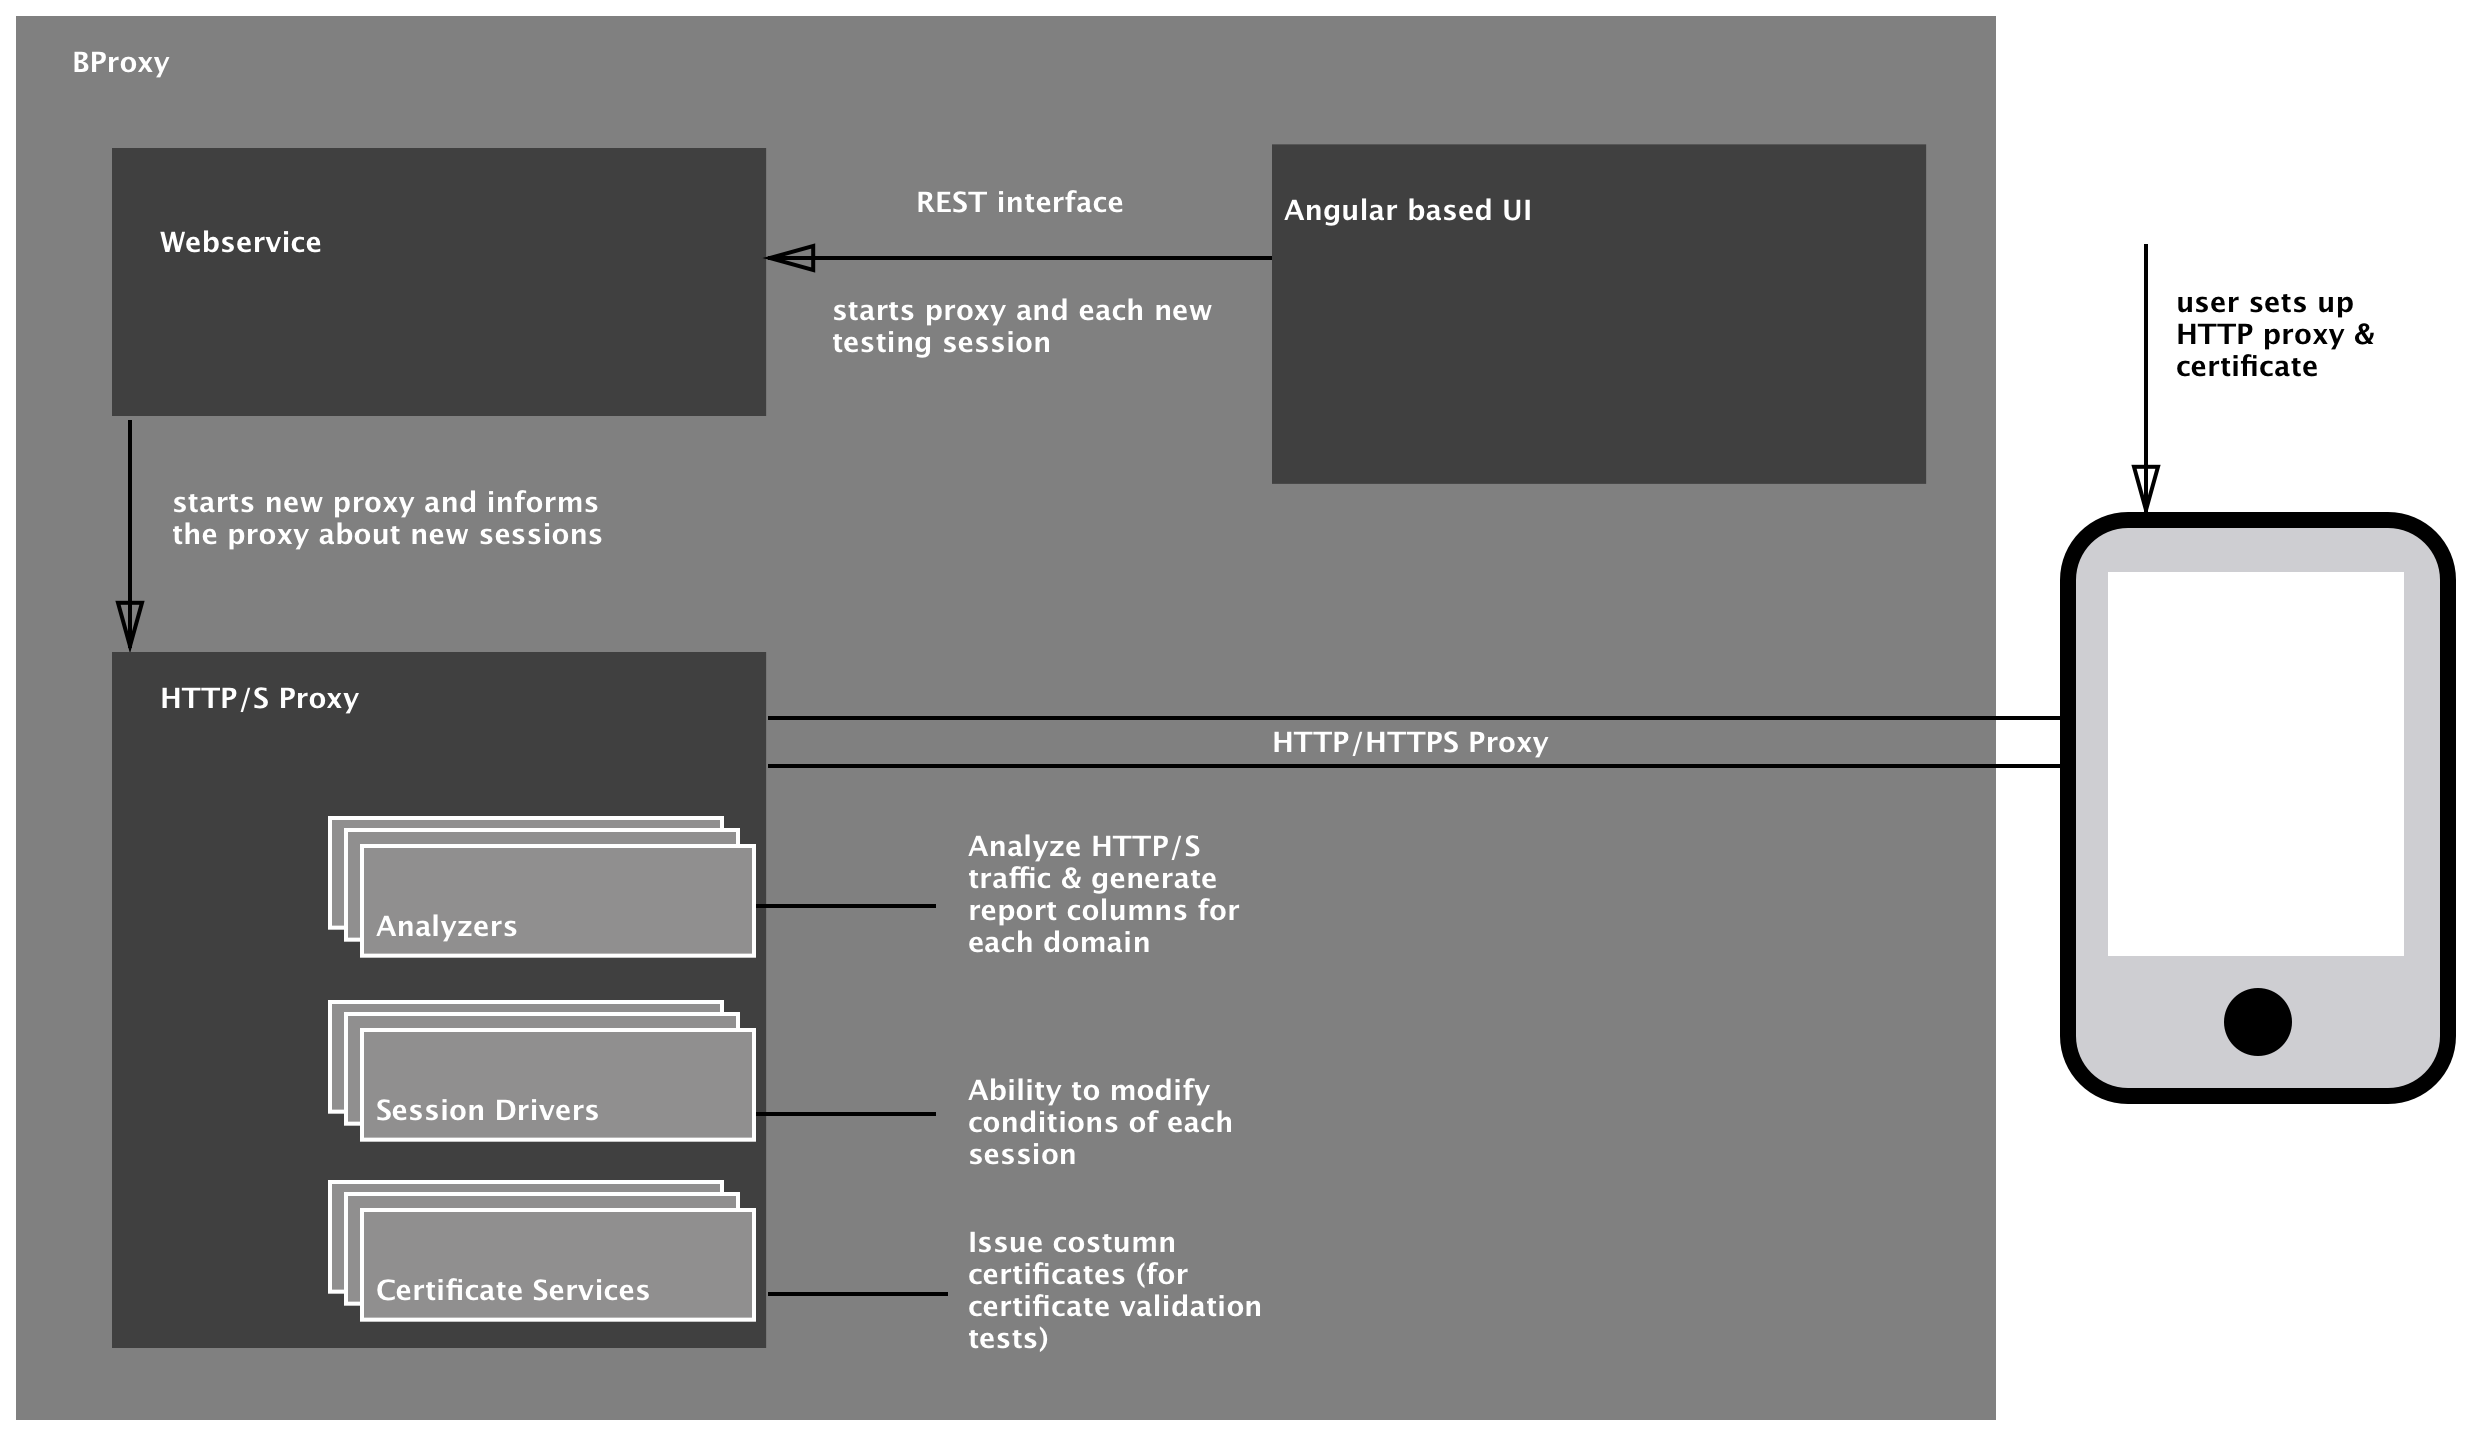 BProxy
Webservice
REST interface
Angular based UI
starts proxy and each new
testing session
user sets up
HTTP proxy &
certificate
starts new proxy and informs
the proxy about new sessions
HTTP/S Proxy
HTTP/HTTPS Proxy
Analyzers
Analyze HTTP/S
traffic & generate
report columns for
each domain
Session Drivers
Ability to modify
conditions of each
session
Certificate Services
Issue costumn
certificates (for
certificate validation
tests)